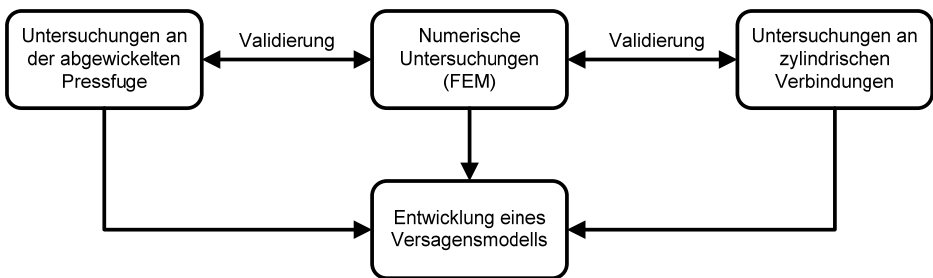 Untersuchungen an
der abgewickelten
Pressfuge
Validierung
Numerische
Untersuchungen
(FEM)
Validierung
Untersuchungen an
zylindrischen
Verbindungen
Entwicklung eines
Versagensmodells